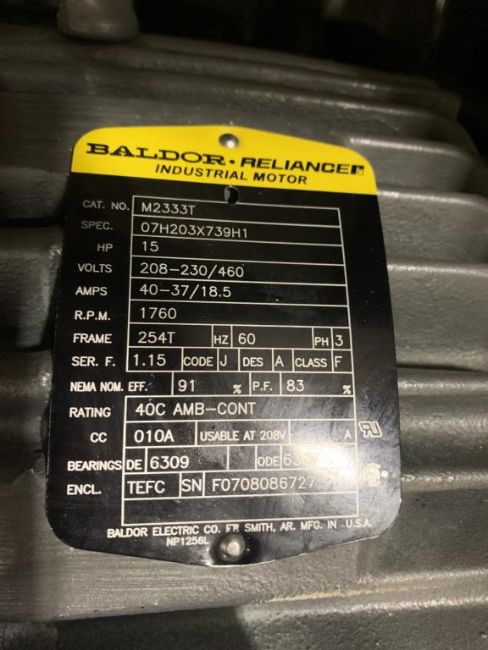 BALDOR • RELIANCE
INDUSTRIAL MOTOR
CAT. NO. M2333T
SPEC. 07H203X739H1
HP 15
VOLTS 208-230/460
AMPS 40-37/18.5
R.P.M. 1760
FRAME 254T HZ 60 PH 3
SER. F. 1.15 CODE J DES A CLASS F
NEMA NOM. EFF. 91 % P.F. 83 %
RATING 40C AMB-CONT
CC 010A USABLE AT 208V A
BEARINGS DE 6309 ODE
ENCL. TEFC SN F0708086727
BALDOR ELECTRIC CO. FT. SMITH, AR. MFG. IN U.S.A.
NP1256L